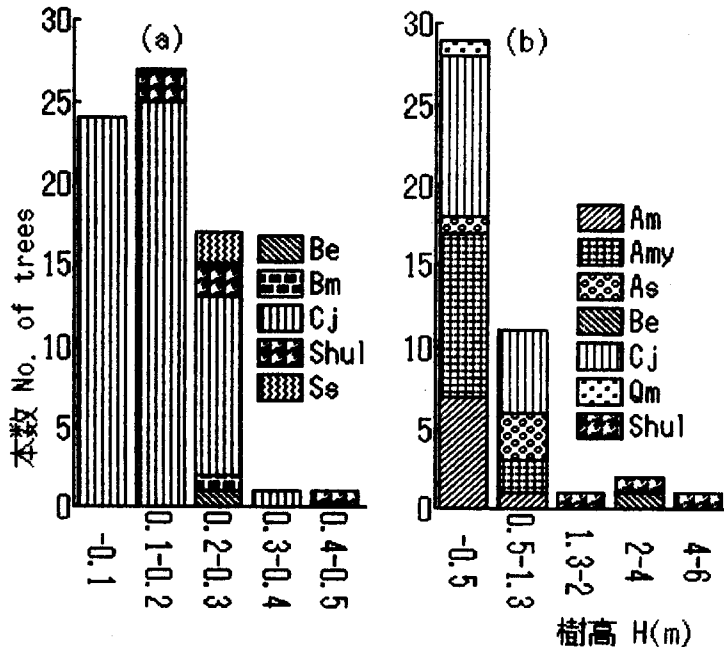 (a)
本数 No. of trees
30
25
20
15
10
5
0
Be
Bm
Cj
Shul
Ss
-0.1
0.1-0.2
0.2-0.3
0.3-0.4
0.4-0.5
(b)
30
25
20
15
10
5
0
Am
Amy
As
Be
Cj
Qm
Shul
-0.5
0.5-1.3
1.3-2
2-4
4-6
樹高 H(m)